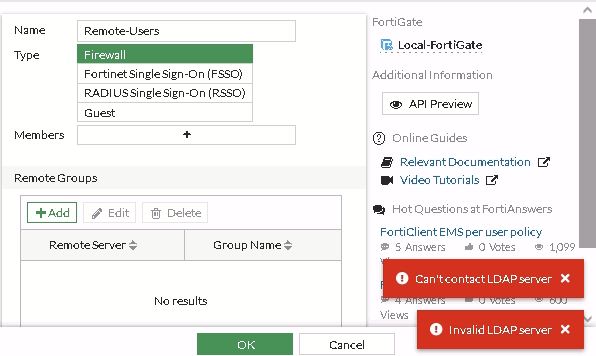 Name
Remote-Users
Type
Firewall
Fortinet Single Sign-On (FSSO)
RADIUS Single Sign-On (RSSO)
Guest
Members
+
Remote Groups
+ Add
Edit
Delete
Remote Server
Group Name
No results
OK
Cancel
FortiGate
Local-FortiGate
Additional Information
API Preview
Online Guides
Relevant Documentation
Video Tutorials
Hot Questions at FortiAnswers
FortiClient EMS per user policy
5 Answers 0 Votes 1,099
Can't contact LDAP server
4 Answers 0 Votes 600
Views
Invalid LDAP server